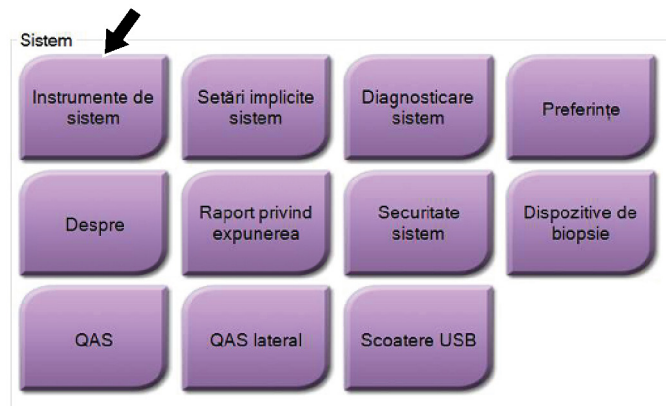 Sistem
Instrumente de
sistem
Setări implicite
sistem
Diagnosticare
sistem
Preferințe
Despre
Raport privind
expunerea
Securitate
sistem
Dispozitive de
biopsie
QAS
QAS lateral
Scoatere USB